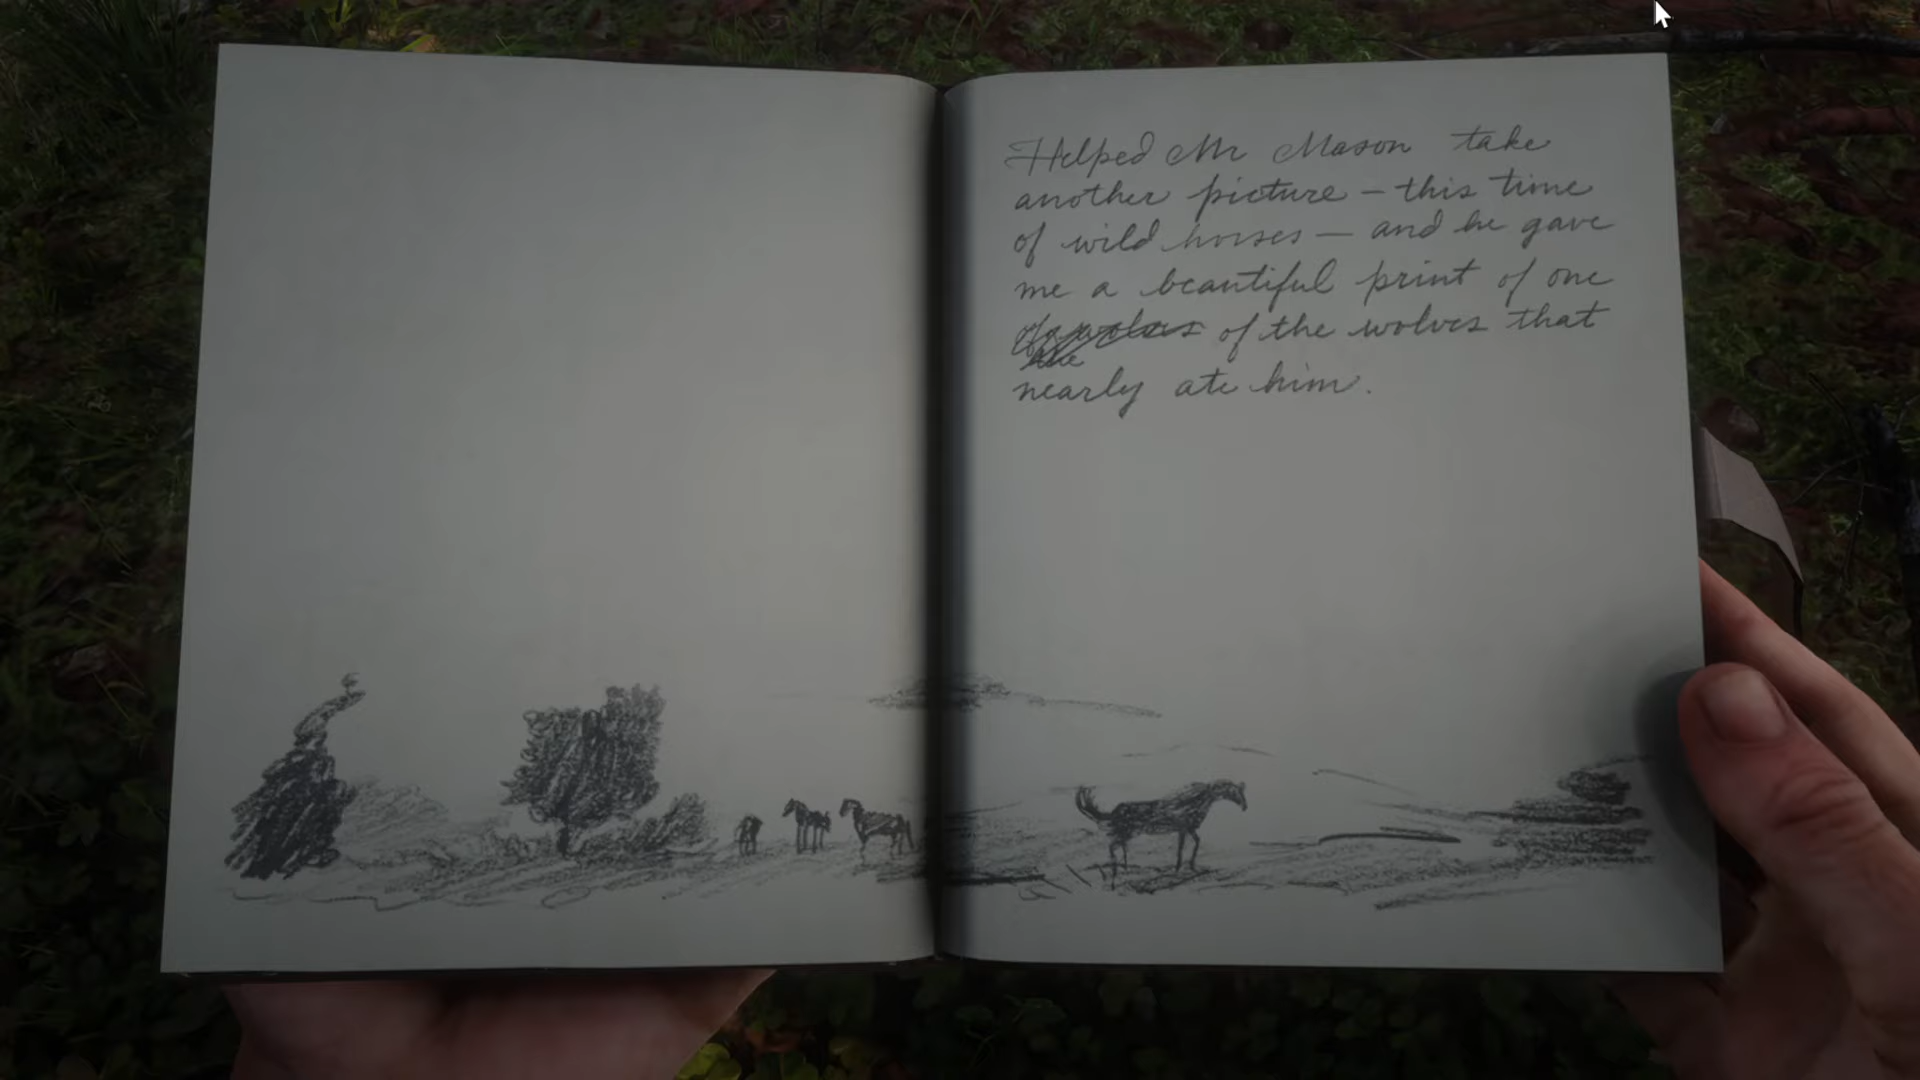 Helped Mr Mason take
another picture – this time
of wild horses – and he gave
me a beautiful print of one
of the wolves that
nearly ate him.